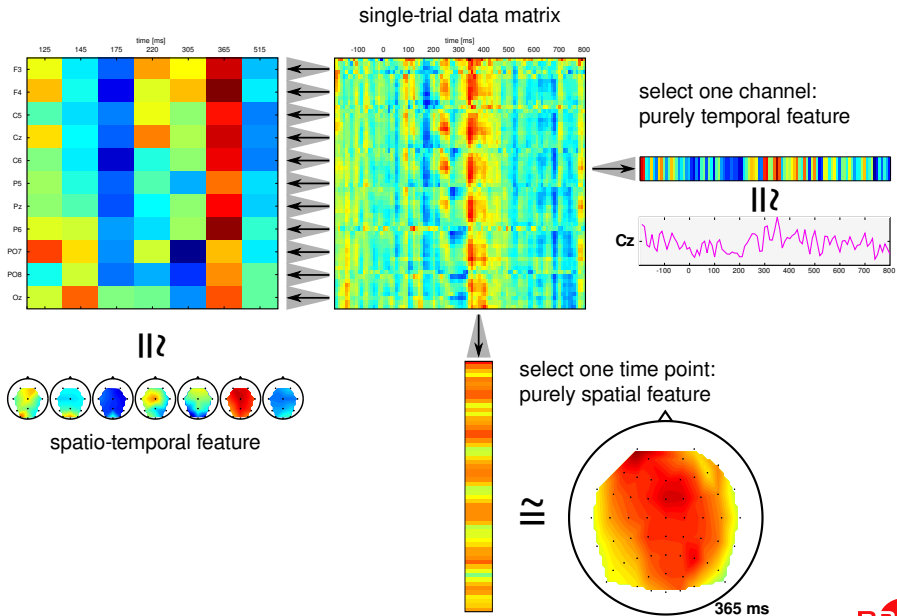 single-trial data matrix
time [ms]
125 145 175 220 305 365 515
F3
F4
C5
Cz
C6
P5
Pz
P6
PO7
PO8
Oz
time [ms]
-100 0 100 200 300 400 500 600 700 800
select one channel:
purely temporal feature
Cz
-100 0 100 200 300 400 500 600 700 800
spatio-temporal feature
select one time point:
purely spatial feature
365 ms